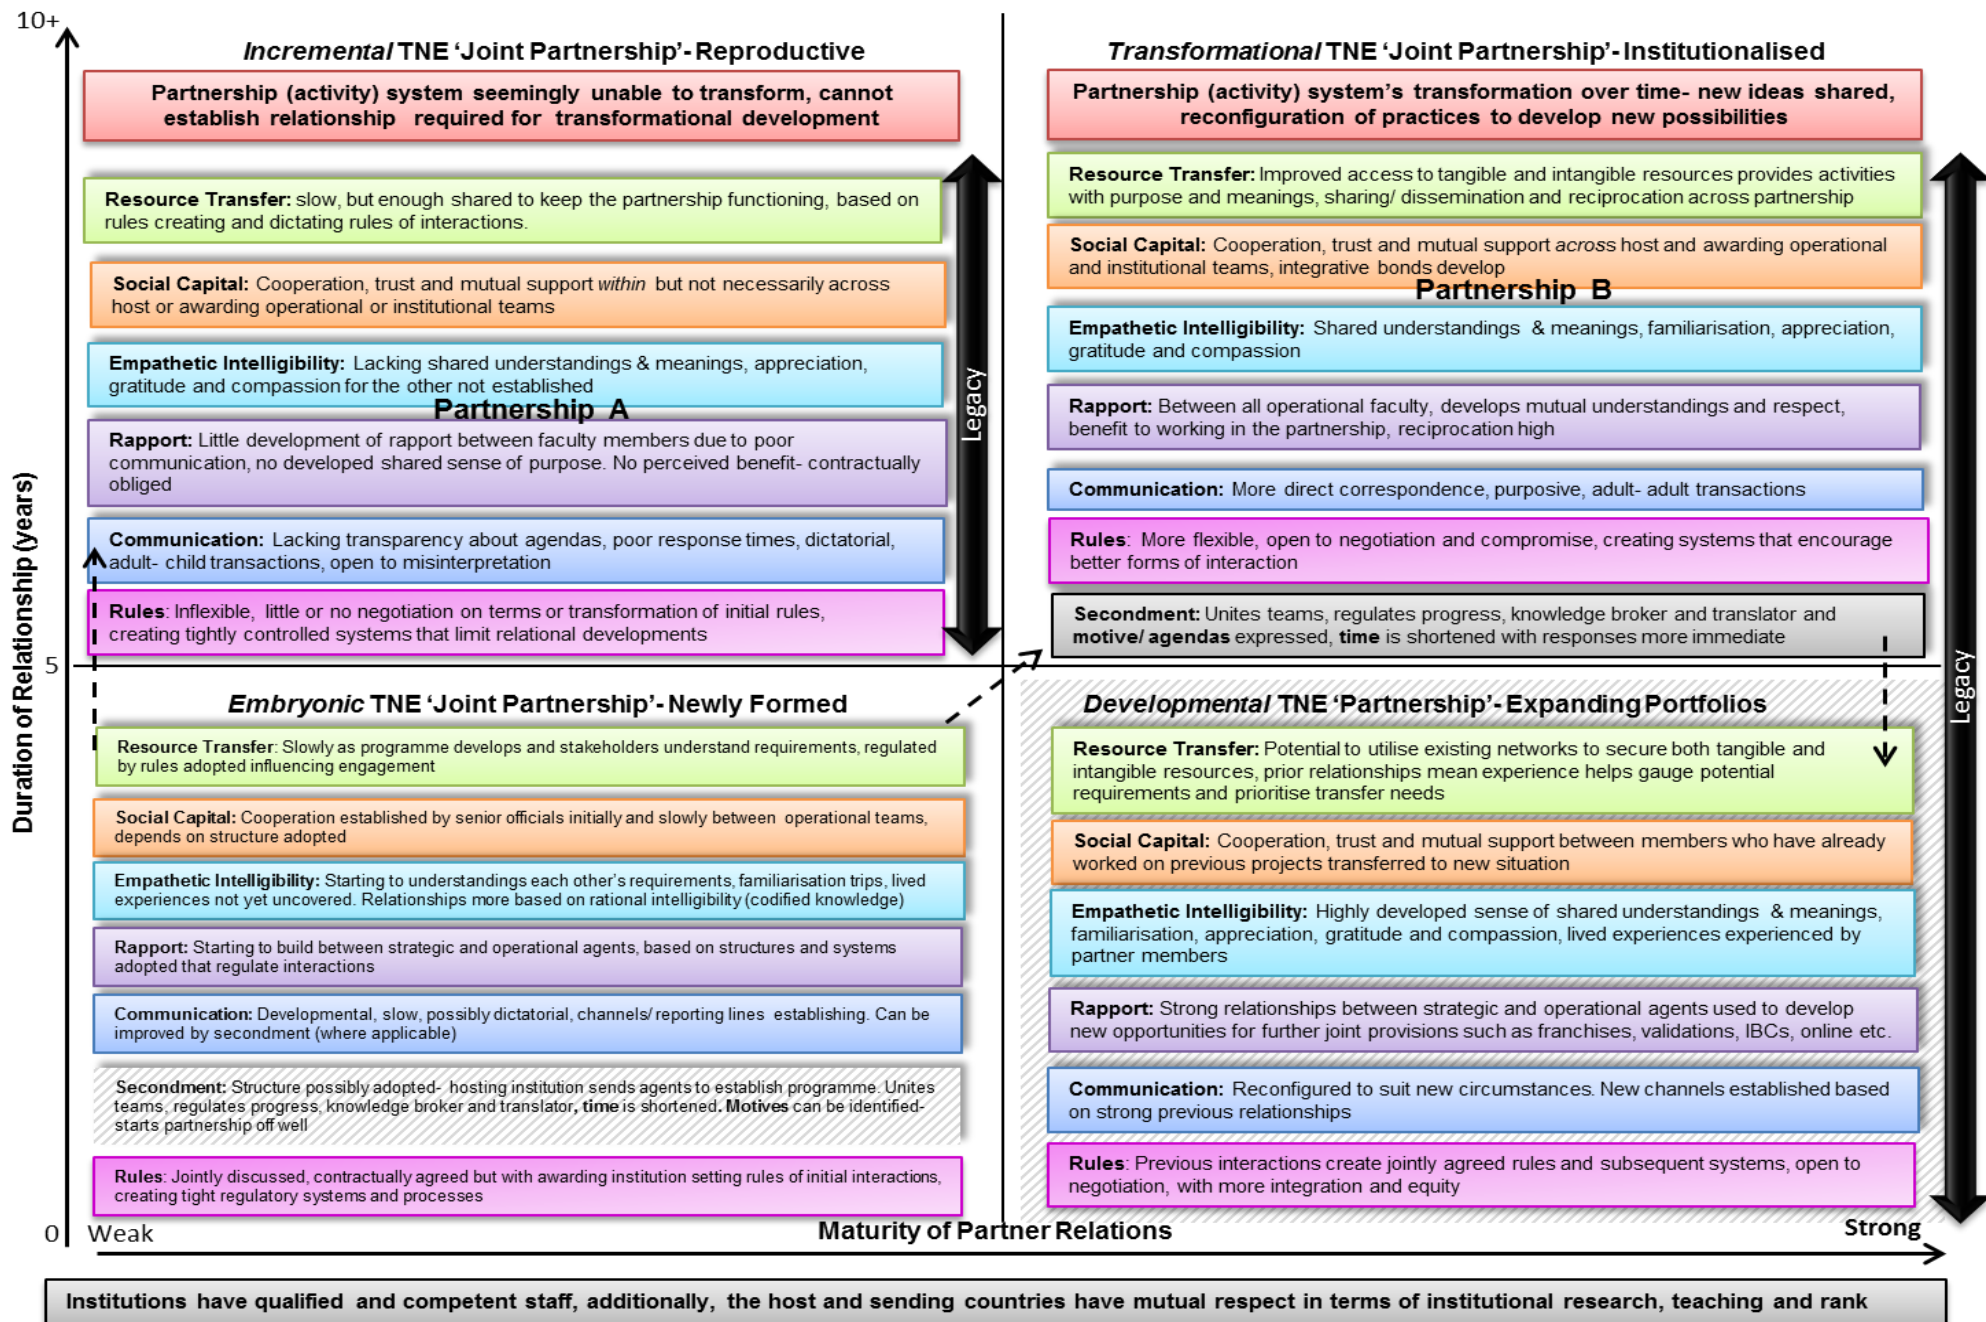 10+
Incremental TNE ‘Joint Partnership’- Reproductive
Partnership (activity) system seemingly unable to transform, cannot
establish relationship required for transformational development
Resource Transfer: slow, but enough shared to keep the partnership functioning, based on
rules creating and dictating rules of interactions.
Social Capital: Cooperation, trust and mutual support within but not necessarily across
host or awarding operational or institutional teams
Empathetic Intelligibility: Lacking shared understandings & meanings, appreciation,
gratitude and compassion for the other not established
Partnership A
Rapport: Little development of rapport between faculty members due to poor
communication, no developed shared sense of purpose. No perceived benefit- contractually
obliged
Communication: Lacking transparency about agendas, poor response times, dictatorial,
adult- child transactions, open to misinterpretation
Rules: Inflexible, little or no negotiation on terms or transformation of initial rules,
creating tightly controlled systems that limit relational developments
Legacy
Transformational TNE ‘Joint Partnership’- Institutionalised
Partnership (activity) system’s transformation over time- new ideas shared,
reconfiguration of practices to develop new possibilities
Resource Transfer: Improved access to tangible and intangible resources provides activities
with purpose and meanings, sharing/ dissemination and reciprocation across partnership
Social Capital: Cooperation, trust and mutual support across host and awarding operational
and institutional teams, integrative bonds develop
Partnership B
Empathetic Intelligibility: Shared understandings & meanings, familiarisation, appreciation,
gratitude and compassion
Rapport: Between all operational faculty, develops mutual understandings and respect,
benefit to working in the partnership, reciprocation high
Communication: More direct correspondence, purposive, adult- adult transactions
Rules: More flexible, open to negotiation and compromise, creating systems that encourage
better forms of interaction
Secondment: Unites teams, regulates progress, knowledge broker and translator and
motive/ agendas expressed, time is shortened with responses more immediate
Legacy
Duration of Relationship (years)
5
Embryonic TNE ‘Joint Partnership’- Newly Formed
Resource Transfer: Slowly as programme develops and stakeholders understand requirements, regulated
by rules adopted influencing engagement
Social Capital: Cooperation established by senior officials initially and slowly between operational teams,
depends on structure adopted
Empathetic Intelligibility: Starting to understandings each other’s requirements, familiarisation trips, lived
experiences not yet uncovered. Relationships more based on rational intelligibility (codified knowledge)
Rapport: Starting to build between strategic and operational agents, based on structures and systems
adopted that regulate interactions
Communication: Developmental, slow, possibly dictatorial, channels/ reporting lines establishing. Can be
improved by secondment (where applicable)
Secondment: Structure possibly adopted- hosting institution sends agents to establish programme. Unites
teams, regulates progress, knowledge broker and translator, time is shortened. Motives can be identified-
starts partnership off well
Rules: Jointly discussed, contractually agreed but with awarding institution setting rules of initial interactions,
creating tight regulatory systems and processes
Developmental TNE ‘Partnership’- Expanding Portfolios
Resource Transfer: Potential to utilise existing networks to secure both tangible and
intangible resources, prior relationships mean experience helps gauge potential
requirements and prioritise transfer needs
Social Capital: Cooperation, trust and mutual support between members who have already
worked on previous projects transferred to new situation
Empathetic Intelligibility: Highly developed sense of shared understandings & meanings,
familiarisation, appreciation, gratitude and compassion, lived experiences experienced by
partner members
Rapport: Strong relationships between strategic and operational agents used to develop
new opportunities for further joint provisions such as franchises, validations, IBCs, online etc.
Communication: Reconfigured to suit new circumstances. New channels established based
on strong previous relationships
Rules: Previous interactions create jointly agreed rules and subsequent systems, open to
negotiation, with more integration and equity
0
Weak
Maturity of Partner Relations
Strong
Institutions have qualified and competent staff, additionally, the host and sending countries have mutual respect in terms of institutional research, teaching and rank